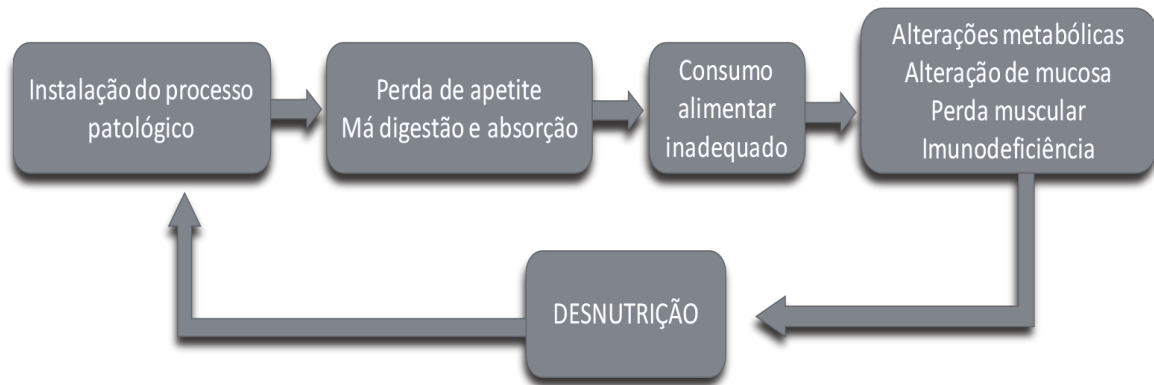 Instalação do processo
patológico
Perda de apetite
Má digestão e absorção
Consumo
alimentar
inadequado
Alterações metabólicas
Alteração de mucosa
Perda muscular
Imunodeficiência
DESNUTRIÇÃO